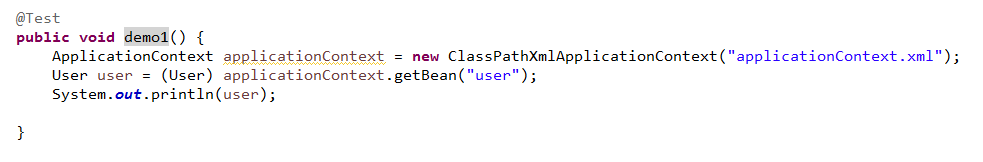 @Test
public void demo1() {
ApplicationContext applicationContext = new ClassPathXmlApplicationContext("applicationContext.xml");
User user = (User) applicationContext.getBean("user");
System.out.println(user);
}